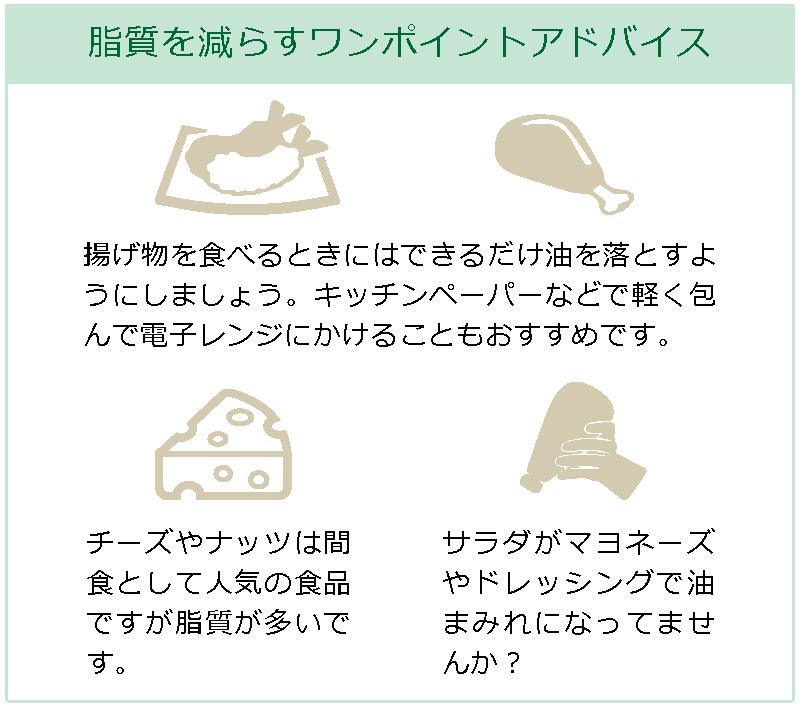 脂質を減らすワンポイントアドバイス
揚げ物を食べるときにはできるだけ油を落とすよ
うにしましょう。キッチンペーパーなどで軽く包
んで電子レンジにかけることもおすすめです。
チーズやナッツは間
食として人気の食品
ですが脂質が多いで
す。
サラダがマヨネーズ
やドレッシングで油
まみれになってませ
んか？